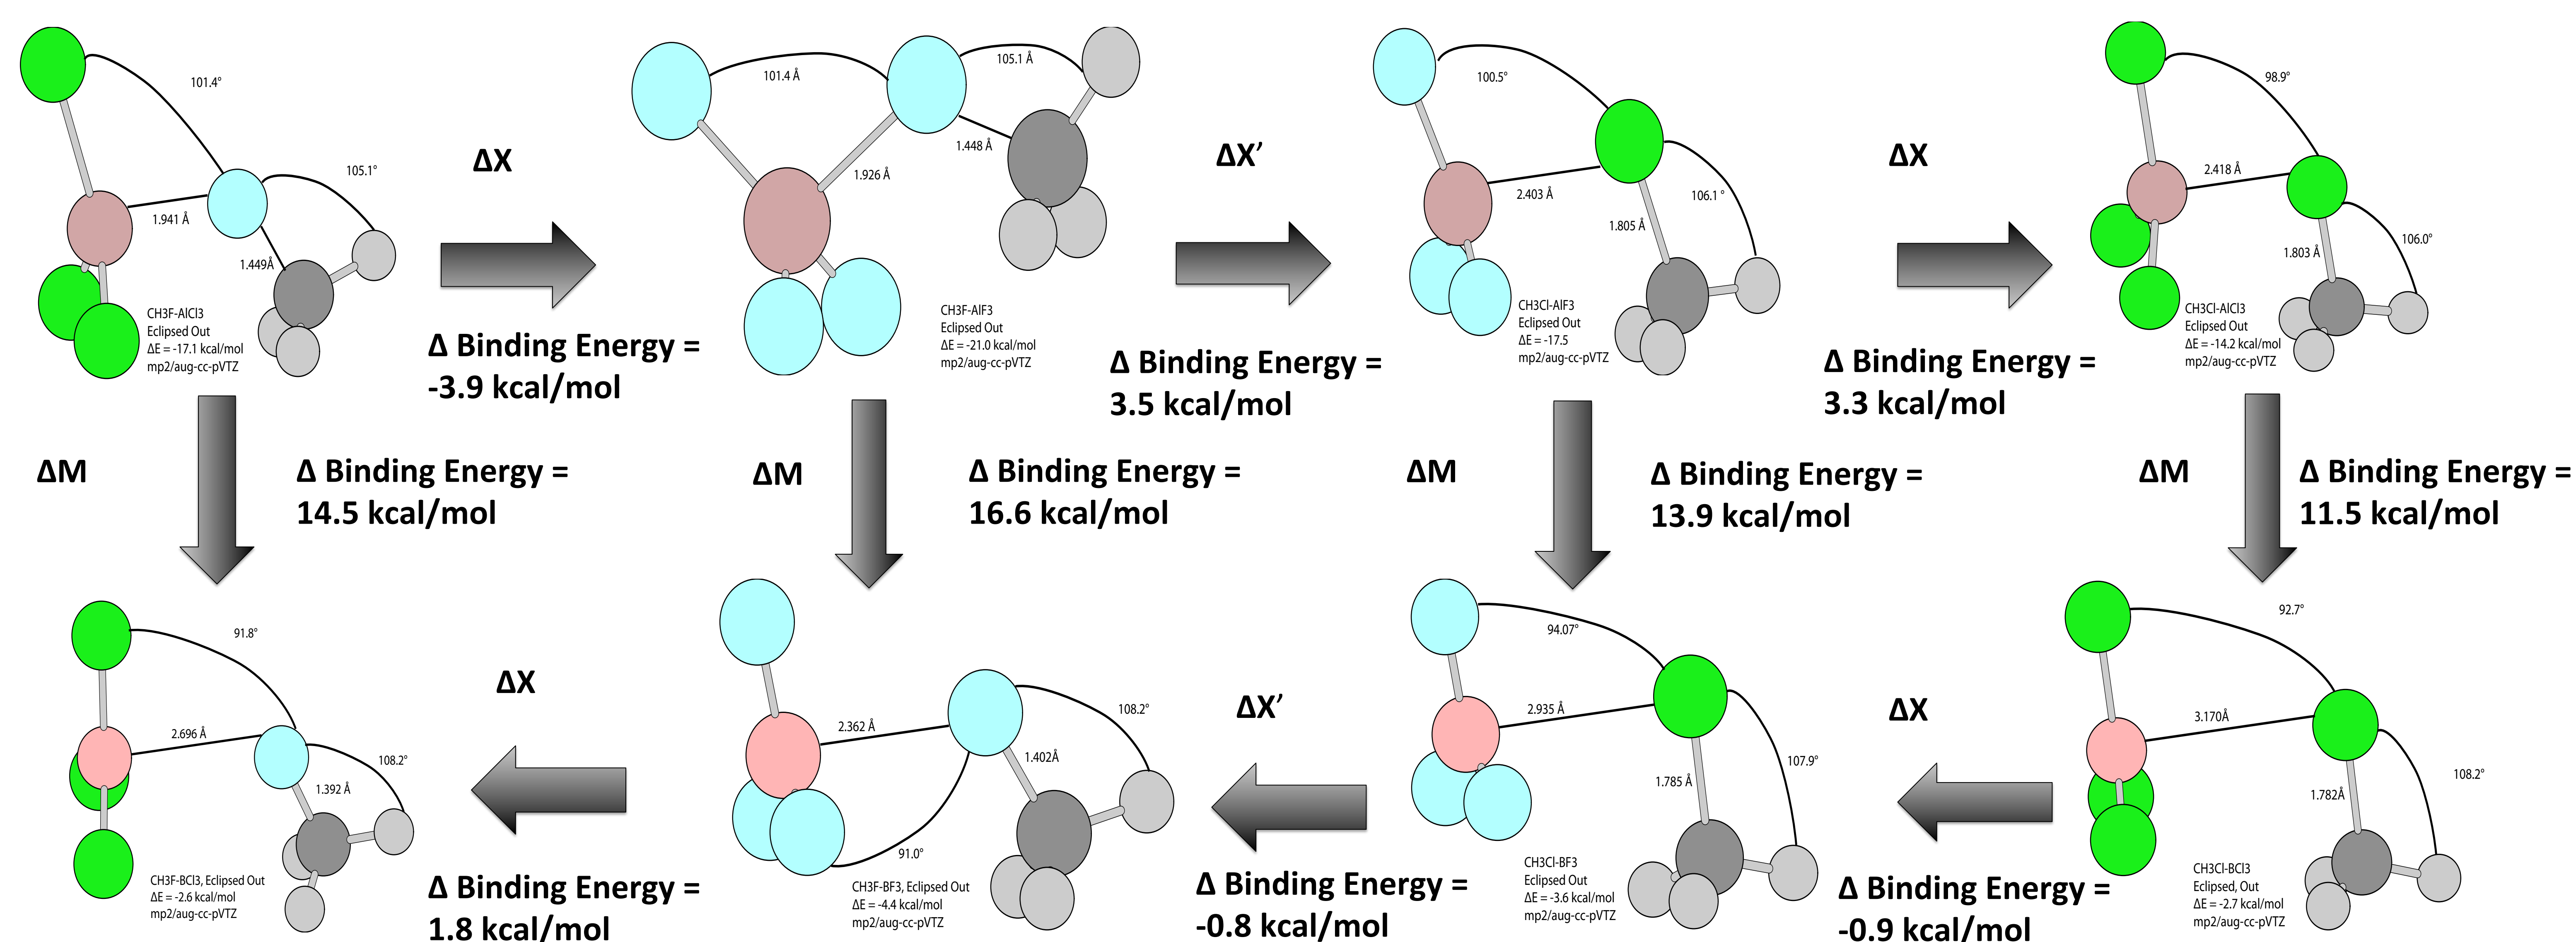 101.4°
105.1°
1.941 Å
1.449Å
CH3F-AlCl3
Eclipsed Out
ΔE = -17.1 kcal/mol
mp2/aug-cc-pVTZ
ΔX
Δ Binding Energy =
-3.9 kcal/mol
101.4 Å
105.1 Å
1.448 Å
1.926 Å
CH3F-AlF3
Eclipsed Out
ΔE = -21.0 kcal/mol
mp2/aug-cc-pVTZ
ΔX’
Δ Binding Energy =
3.5 kcal/mol
100.5°
106.1 °
2.403 Å
1.805 Å
CH3Cl-AlF3
Eclipsed Out
ΔE = -17.5
mp2/aug-cc-pVTZ
ΔX
Δ Binding Energy =
3.3 kcal/mol
98.9°
2.418 Å
106.0°
1.803 Å
CH3Cl-AlCl3
Eclipsed Out
ΔE = -14.2 kcal/mol
mp2/aug-cc-pVTZ
ΔM
Δ Binding Energy =
14.5 kcal/mol
ΔM
Δ Binding Energy =
16.6 kcal/mol
ΔM
Δ Binding Energy =
13.9 kcal/mol
ΔM
Δ Binding Energy =
11.5 kcal/mol
91.8°
2.696 Å
108.2°
1.392 Å
CH3F-BCl3, Eclipsed Out
ΔE = -2.6 kcal/mol
mp2/aug-cc-pVTZ
ΔX
Δ Binding Energy =
1.8 kcal/mol
2.362 Å
108.2°
1.402Å
91.0°
CH3F-BF3, Eclipsed Out
ΔE = -4.4 kcal/mol
mp2/aug-cc-pVTZ
ΔX’
Δ Binding Energy =
-0.8 kcal/mol
94.07°
2.935 Å
107.9°
1.785 Å
CH3Cl-BF3
Eclipsed Out
ΔE = -3.6 kcal/mol
mp2/aug-cc-pVTZ
ΔX
Δ Binding Energy =
-0.9 kcal/mol
92.7°
3.170Å
108.2°
1.782Å
CH3Cl-BCl3
Eclipsed, Out
ΔE = -2.7 kcal/mol
mp2/aug-cc-pVTZ